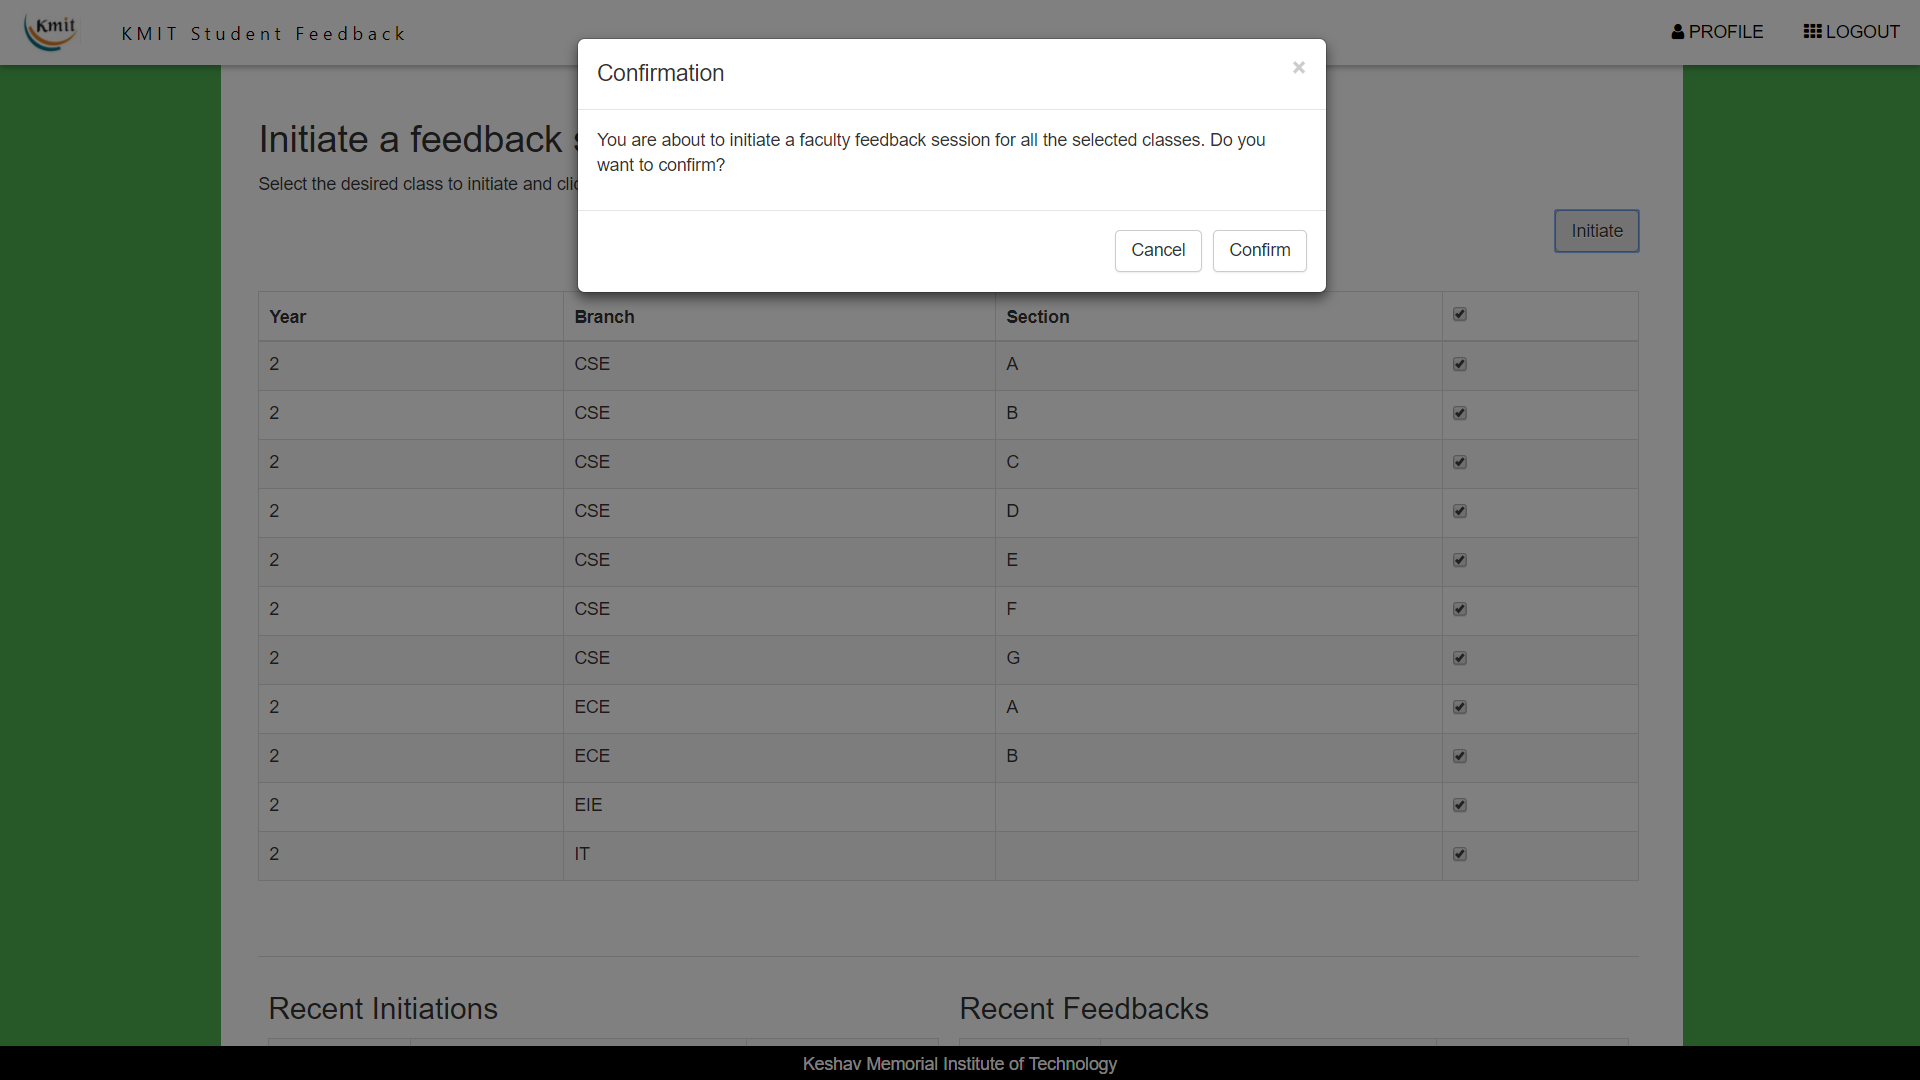 Kmit
KMIT Student Feedback
PROFILE
LOGOUT
Confirmation
×
You are about to initiate a faculty feedback session for all the selected classes. Do you
want to confirm?
Cancel
Confirm
Initiate a feedback
Select the desired class to initiate and
Initiate
Year Branch Section
2 CSE A
2 CSE B
2 CSE C
2 CSE D
2 CSE E
2 CSE F
2 CSE G
2 ECE A
2 ECE B
2 EIE
2 IT
Recent Initiations
Recent Feedbacks
Keshav Memorial Institute of Technology